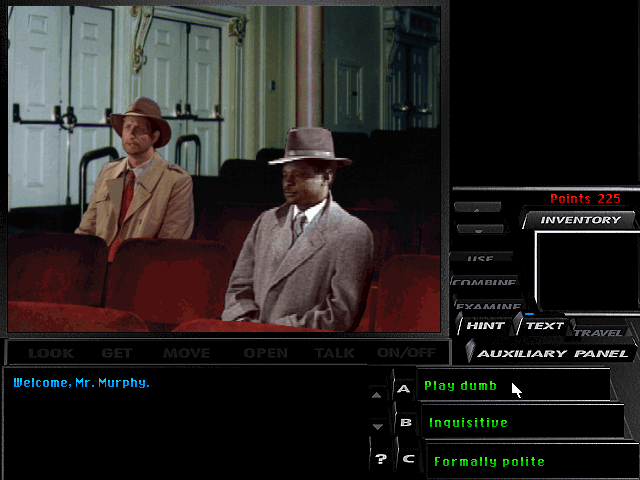 Points 225
INVENTORY
USE
COMBINE
EXAMINE
HINT TEXT TRAVEL
LOOK GET MOVE OPEN TALK ON/OFF
AUXILIARY PANEL
Welcome, Mr. Murphy.
A Play dumb
B Inquisitive
? C Formally polite